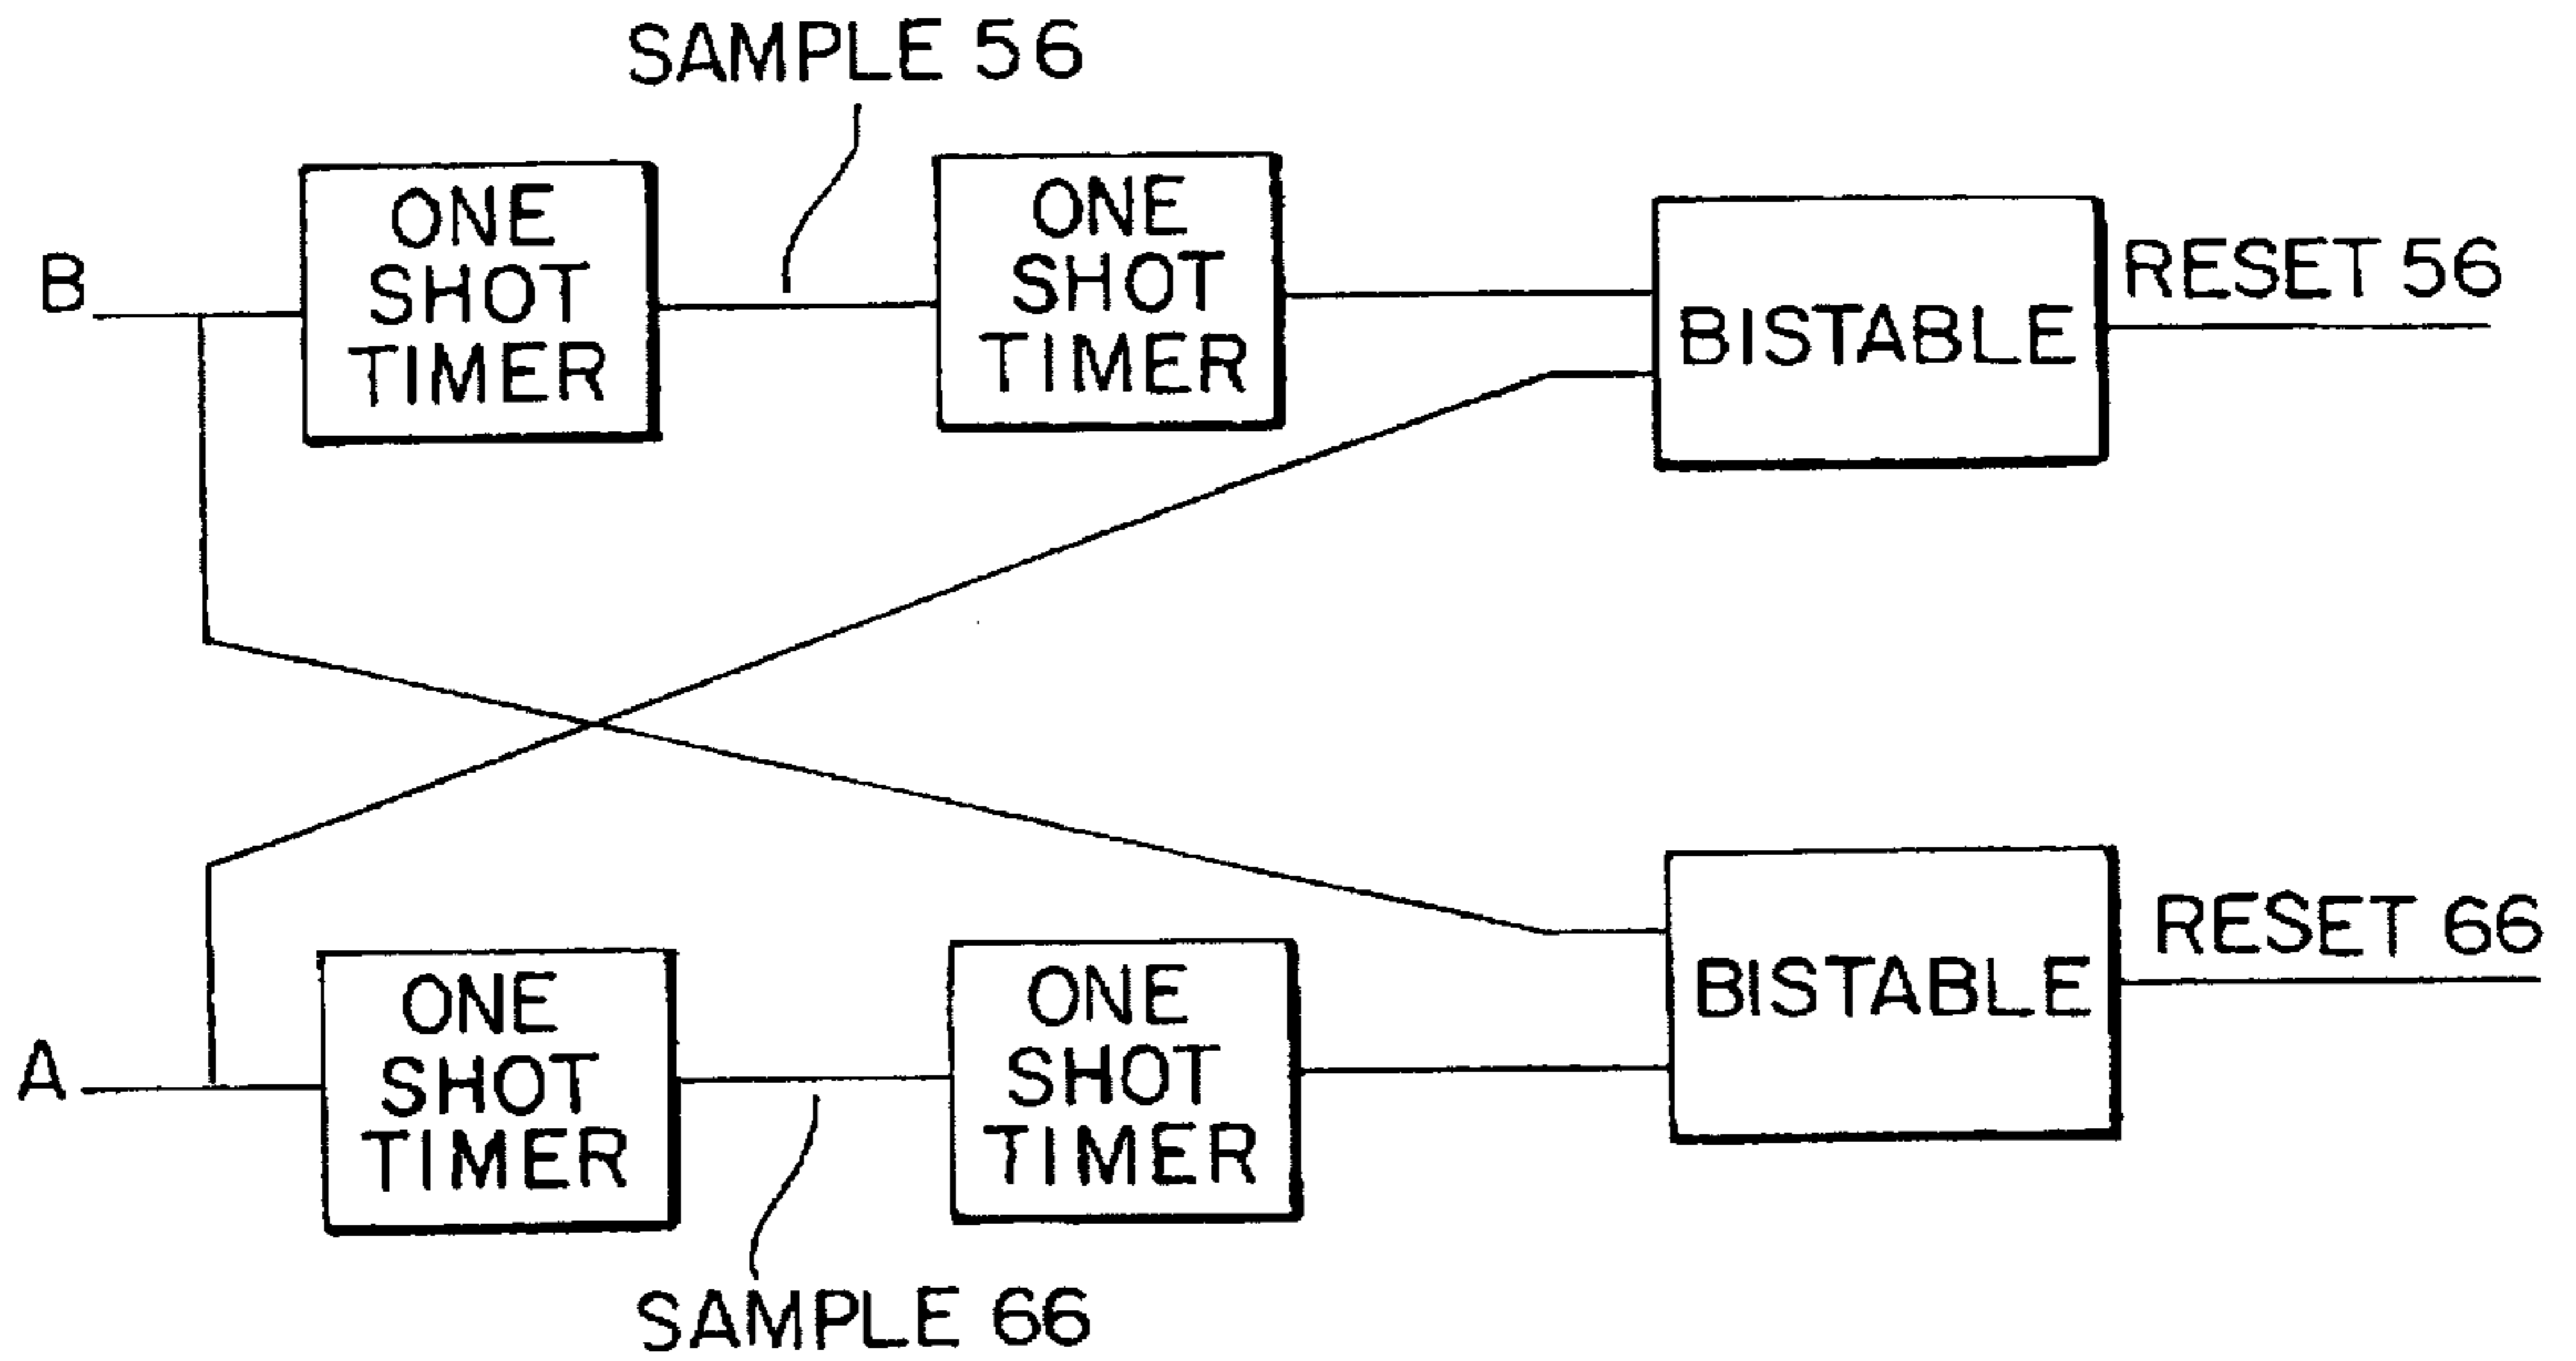 SAMPLE 56
B
ONE
SHOT
TIMER
ONE
SHOT
TIMER
BISTABLE
RESET 56
A
ONE
SHOT
TIMER
ONE
SHOT
TIMER
BISTABLE
RESET 66
SAMPLE 66